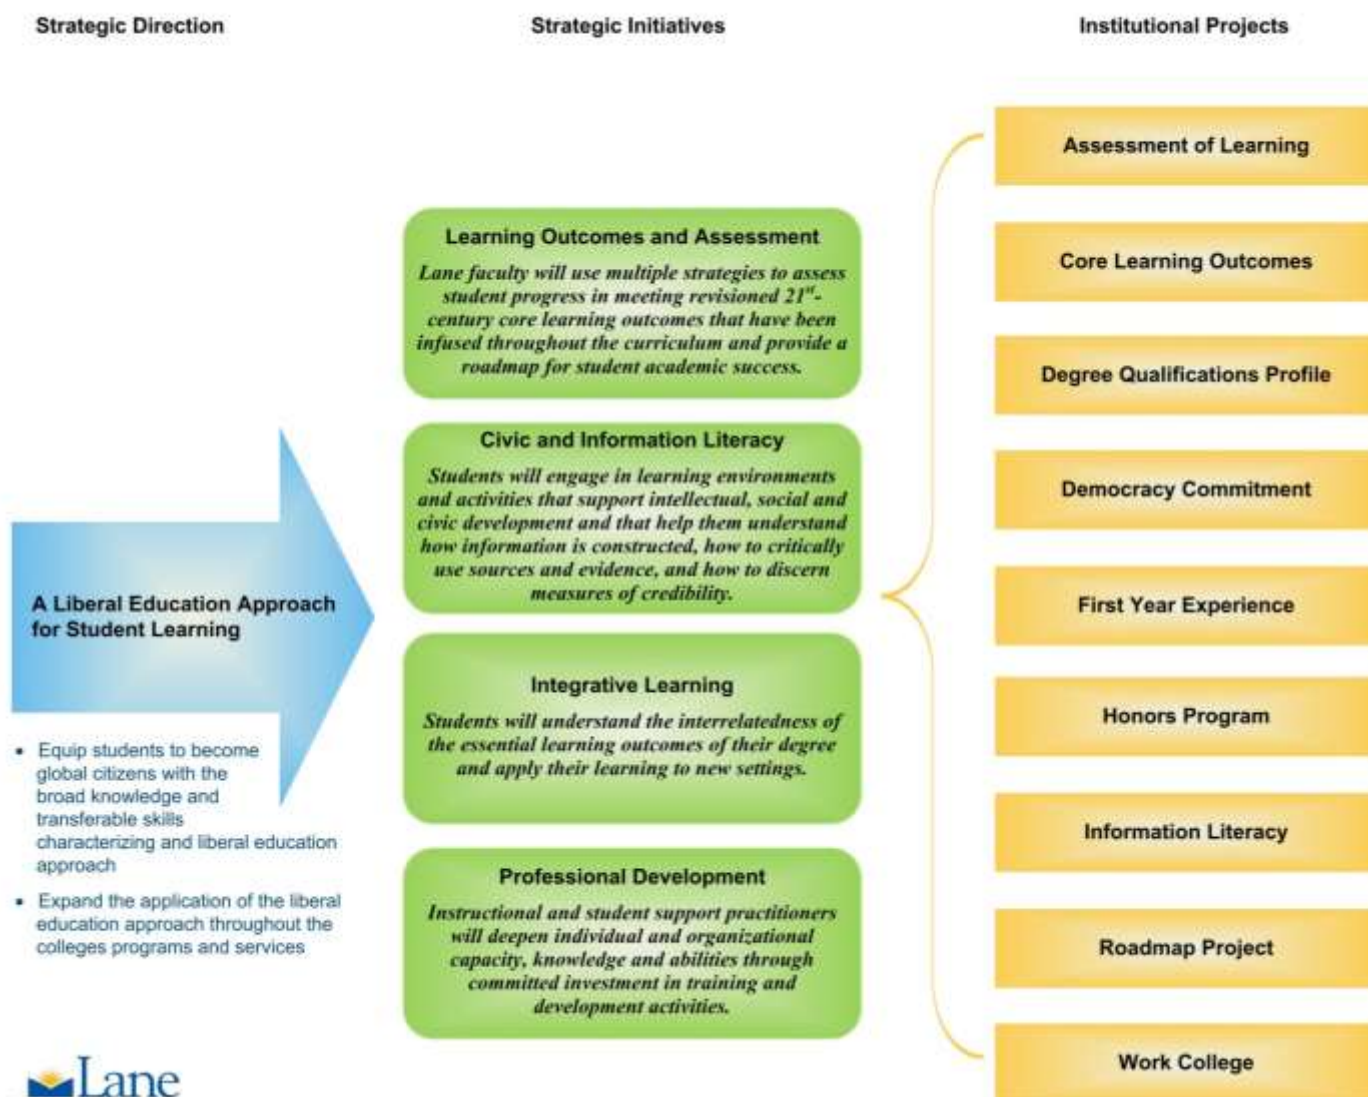 Strategic Direction
Strategic Initiatives
Institutional Projects
A Liberal Education Approach
for Student Learning
• Equip students to become
global citizens with the
broad knowledge and
transferable skills
characterizing and liberal education
approach
• Expand the application of the liberal
education approach throughout the
colleges programs and services
Lane
Learning Outcomes and Assessment
Lane faculty will use multiple strategies to assess
student progress in meeting revisioned 21st-
century core learning outcomes that have been
infused throughout the curriculum and provide a
roadmap for student academic success.
Civic and Information Literacy
Students will engage in learning environments
and activities that support intellectual, social and
civic development and that help them understand
how information is constructed, how to critically
use sources and evidence, and how to discern
measures of credibility.
Integrative Learning
Students will understand the interrelatedness of
the essential learning outcomes of their degree
and apply their learning to new settings.
Professional Development
Instructional and student support practitioners
will deepen individual and organizational
capacity, knowledge and abilities through
committed investment in training and
development activities.
Assessment of Learning
Core Learning Outcomes
Degree Qualifications Profile
Democracy Commitment
First Year Experience
Honors Program
Information Literacy
Roadmap Project
Work College